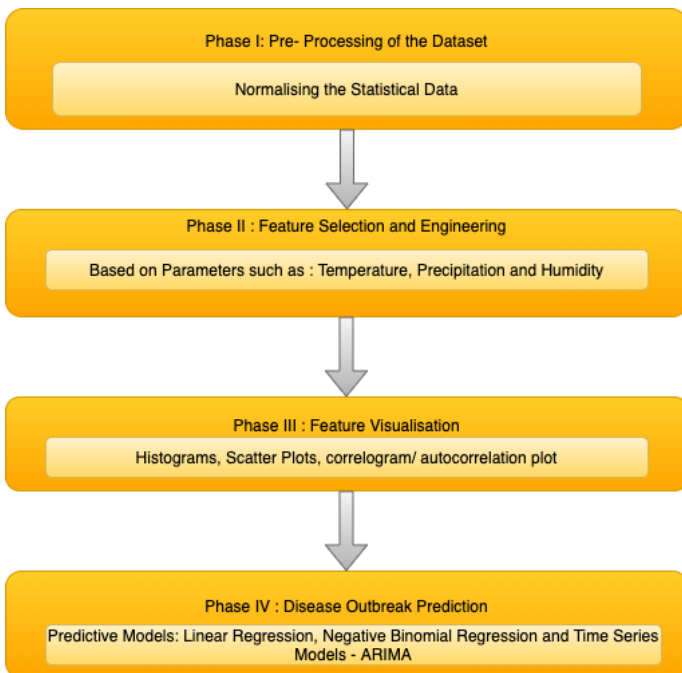 Phase I: Pre- Processing of the Dataset
Normalising the Statistical Data
Phase II : Feature Selection and Engineering
Based on Parameters such as : Temperature, Precipitation and Humidity
Phase III : Feature Visualisation
Histograms, Scatter Plots, correlogram/ autocorrelation plot
Phase IV : Disease Outbreak Prediction
Predictive Models: Linear Regression, Negative Binomial Regression and Time Series
Models - ARIMA